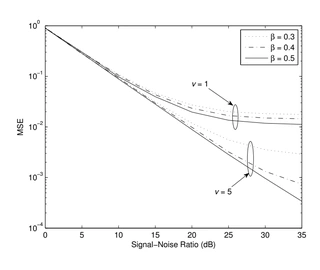 10^0
10^-1
10^-2
10^-3
10^-4
MSE
0 5 10 15 20 25 30 35
Signal−Noise Ratio (dB)
β = 0.3
β = 0.4
β = 0.5
v = 1
v = 5